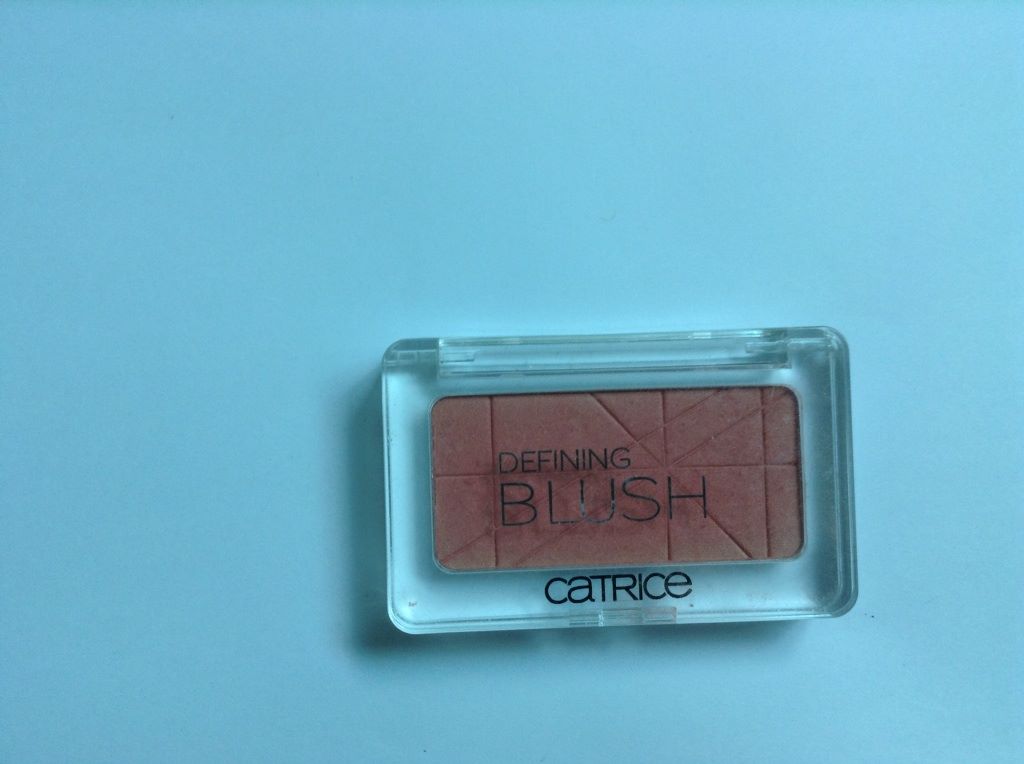 DEFINING
BLUSH
CATRICE